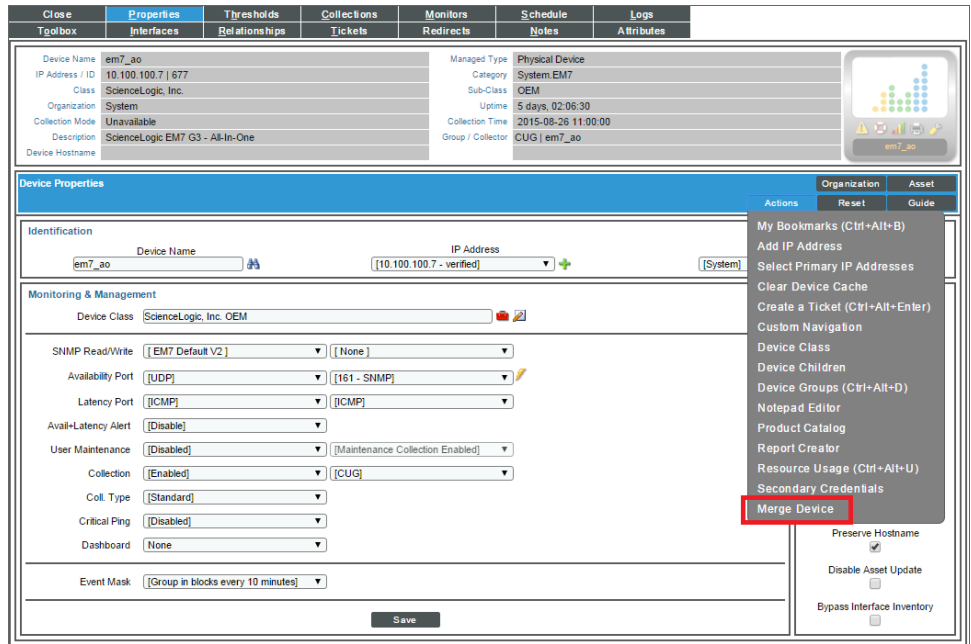 Close Properties Thresholds Collections Monitors Schedule Logs
Toolbox Interfaces Relationships Tickets Redirects Notes Attributes
Device Name em7_ao Managed Type Physical Device
IP Address / ID 10.100.100.7 | 677 Category System.EM7
Class ScienceLogic, Inc. Sub-Class OEM
Organization System Uptime 5 days, 02:06:30
Collection Mode Unavailable Collection Time 2015-08-26 11:00:00
Description ScienceLogic EM7 G3 - All-In-One Group / Collector CUG | em7_ao
Device Hostname
em7_ao
Device Properties Organization Asset
Actions Reset Guide
My Bookmarks (Ctrl+Alt+B)
Add IP Address
Select Primary IP Addresses
Clear Device Cache
Create a Ticket (Ctrl+Alt+Enter)
Custom Navigation
Device Class
Device Children
Device Groups (Ctrl+Alt+D)
Notepad Editor
Product Catalog
Report Creator
Resource Usage (Ctrl+Alt+U)
Secondary Credentials
Merge Device
Identification
Device Name IP Address
em7_ao [10.100.100.7 - verified] [System]
Monitoring & Management
Device Class ScienceLogic, Inc. OEM
SNMP Read/Write [ EM7 Default V2 ] [ None ]
Availability Port [UDP] [161 - SNMP]
Latency Port [ICMP] [ICMP]
Avail+Latency Alert [Disable]
User Maintenance [Disabled] [Maintenance Collection Enabled]
Collection [Enabled] [CUG]
Coll. Type [Standard]
Critical Ping [Disabled]
Dashboard None
Event Mask [Group in blocks every 10 minutes]
Save
Preserve Hostname
Disable Asset Update
Bypass Interface Inventory